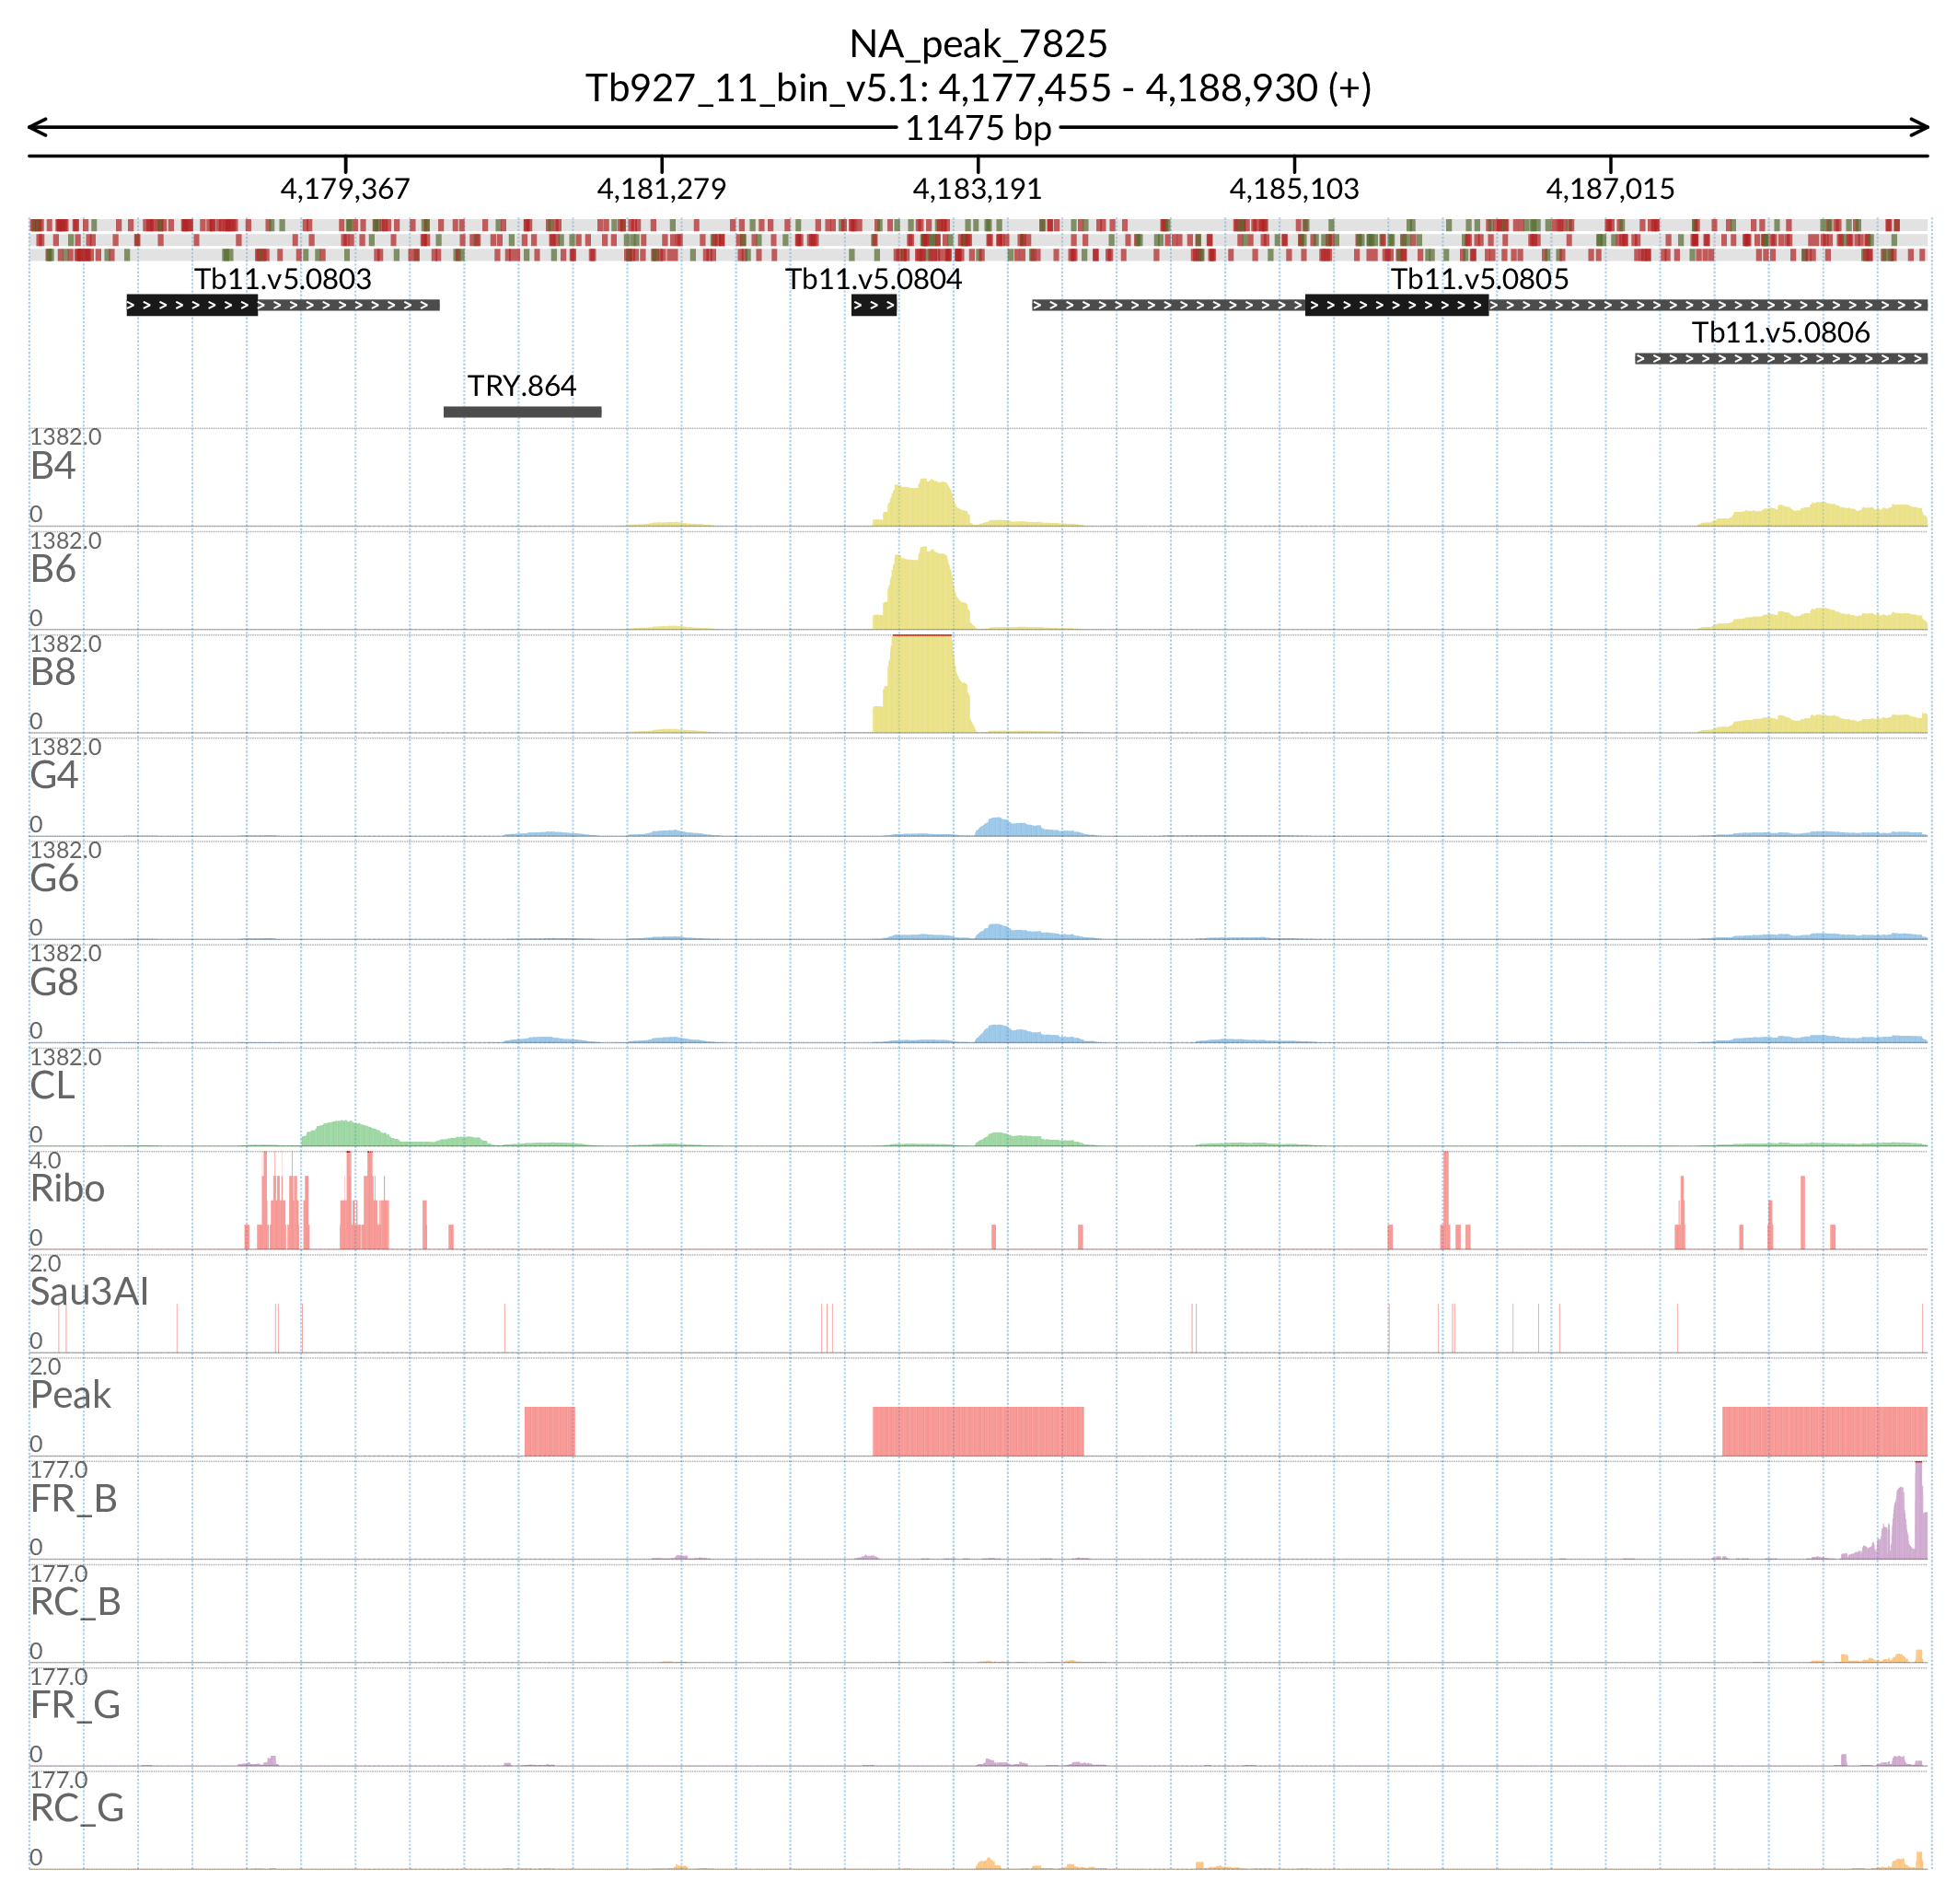 NA_peak_7825
Tb927_11_bin_v5.1: 4,177,455 - 4,188,930 (+)
11475 bp
4,179,367 4,181,279 4,183,191 4,185,103 4,187,015
Tb11.v5.0803 Tb11.v5.0804 Tb11.v5.0805
Tb11.v5.0806
TRY.864
1382.0
B4
0
1382.0
B6
0
1382.0
B8
0
1382.0
G4
0
1382.0
G6
0
1382.0
G8
0
1382.0
CL
0
4.0
Ribo
0
2.0
Sau3AI
0
2.0
Peak
0
177.0
FR_B
0
177.0
RC_B
0
177.0
FR_G
0
177.0
RC_G
0